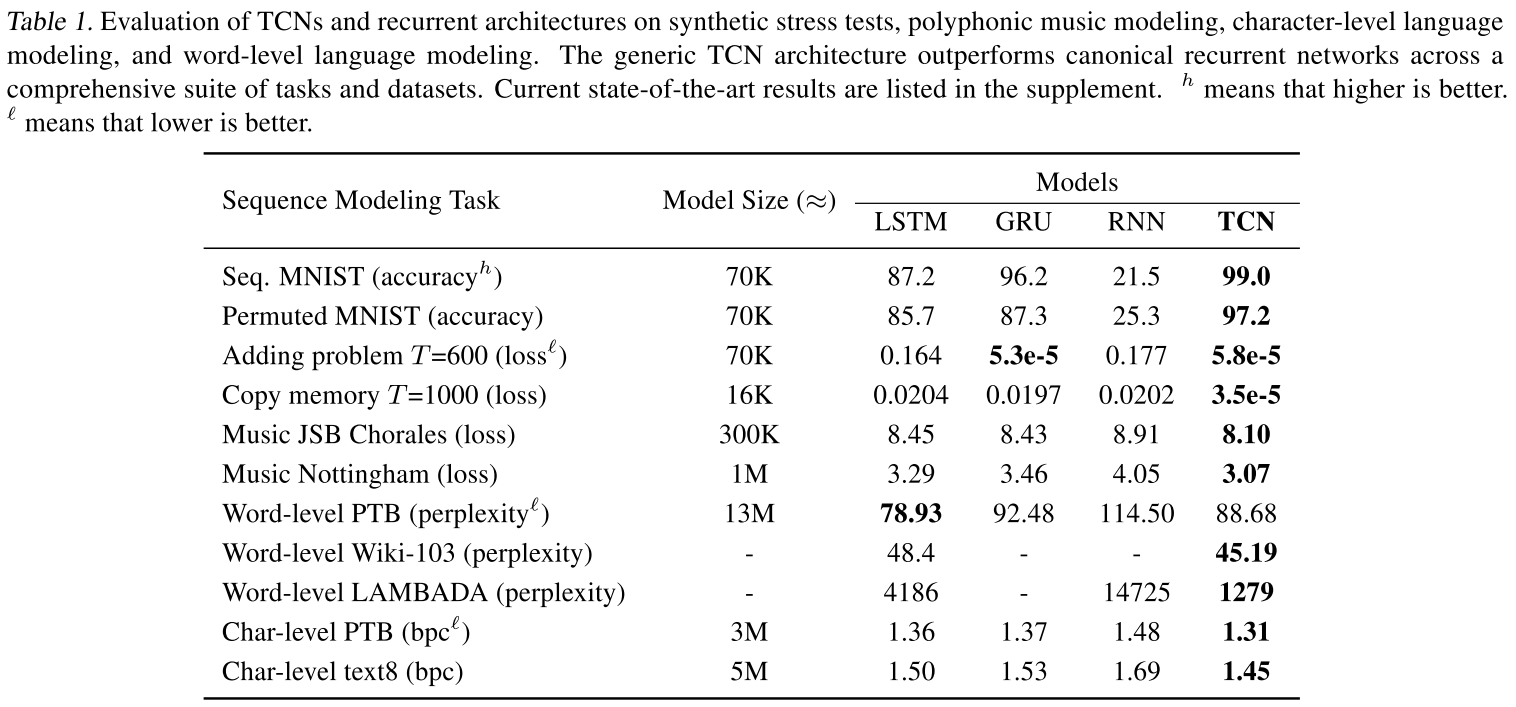 Table 1. Evaluation of TCNs and recurrent architectures on synthetic stress tests, polyphonic music modeling, character-level language
modeling, and word-level language modeling. The generic TCN architecture outperforms canonical recurrent networks across a
comprehensive suite of tasks and datasets. Current state-of-the-art results are listed in the supplement. ʰ means that higher is better.
ℓ means that lower is better.
Sequence Modeling Task Model Size (≈) Models
LSTM GRU RNN TCN
Seq. MNIST (accuracyʰ) 70K 87.2 96.2 21.5 99.0
Permuted MNIST (accuracy) 70K 85.7 87.3 25.3 97.2
Adding problem T=600 (lossℓ) 70K 0.164 5.3e-5 0.177 5.8e-5
Copy memory T=1000 (loss) 16K 0.0204 0.0197 0.0202 3.5e-5
Music JSB Chorales (loss) 300K 8.45 8.43 8.91 8.10
Music Nottingham (loss) 1M 3.29 3.46 4.05 3.07
Word-level PTB (perplexityℓ) 13M 78.93 92.48 114.50 88.68
Word-level Wiki-103 (perplexity) - 48.4 - - 45.19
Word-level LAMBADA (perplexity) - 4186 - 14725 1279
Char-level PTB (bpcℓ) 3M 1.36 1.37 1.48 1.31
Char-level text8 (bpc) 5M 1.50 1.53 1.69 1.45